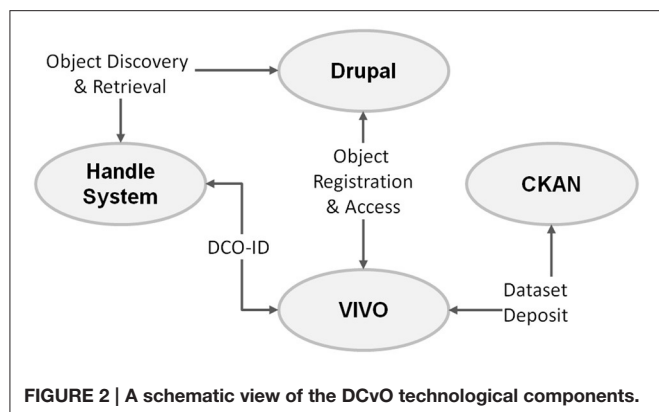 Object Discovery
& Retrieval
Drupal
Handle
System
Object
Registration
& Access
CKAN
DCO-ID
VIVO
Dataset
Deposit
FIGURE 2 | A schematic view of the DCvO technological components.